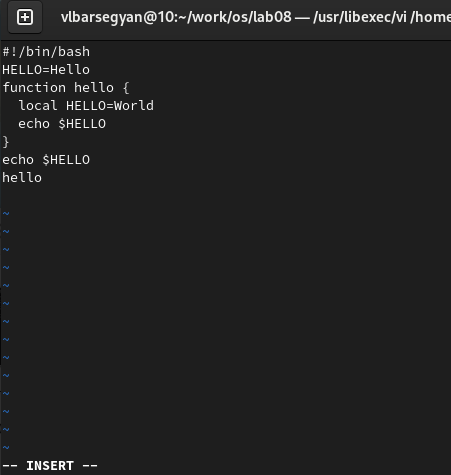 vlbarsegyan@10:~/work/os/lab08 — /usr/libexec/vi /home
#!/bin/bash
HELLO=Hello
function hello {
  local HELLO=World
  echo $HELLO
}
echo $HELLO
hello
~
~
~
~
~
~
~
~
~
~
~
~
~
~
-- INSERT --